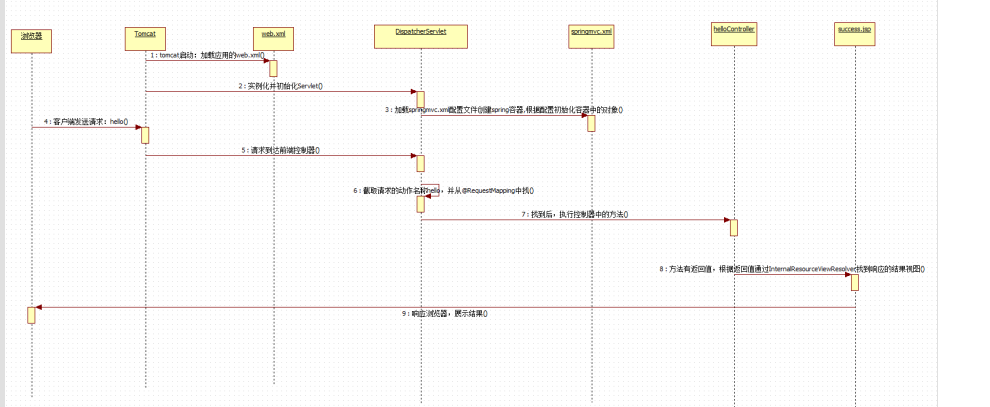 浏览器
Tomcat
web.xml
DispatcherServlet
springmvc.xml
helloController
success.jsp
1 : tomcat启动: 加载应用的web.xml()
2 : 实例化并初始化Servlet()
3 : 加载springmvc.xml配置文件创建spring容器,根据配置初始化容器中的对象()
4 : 客户端发送请求: hello()
5 : 请求到达前端控制器()
6 : 截取请求的动作名称hello，并从@RequestMapping中找()
7 : 找到后，执行控制器中的方法()
8 : 方法有返回值，根据返回值通过InternalResourceViewResolver找到响应的结果视图()
9 : 响应浏览器，展示结果()